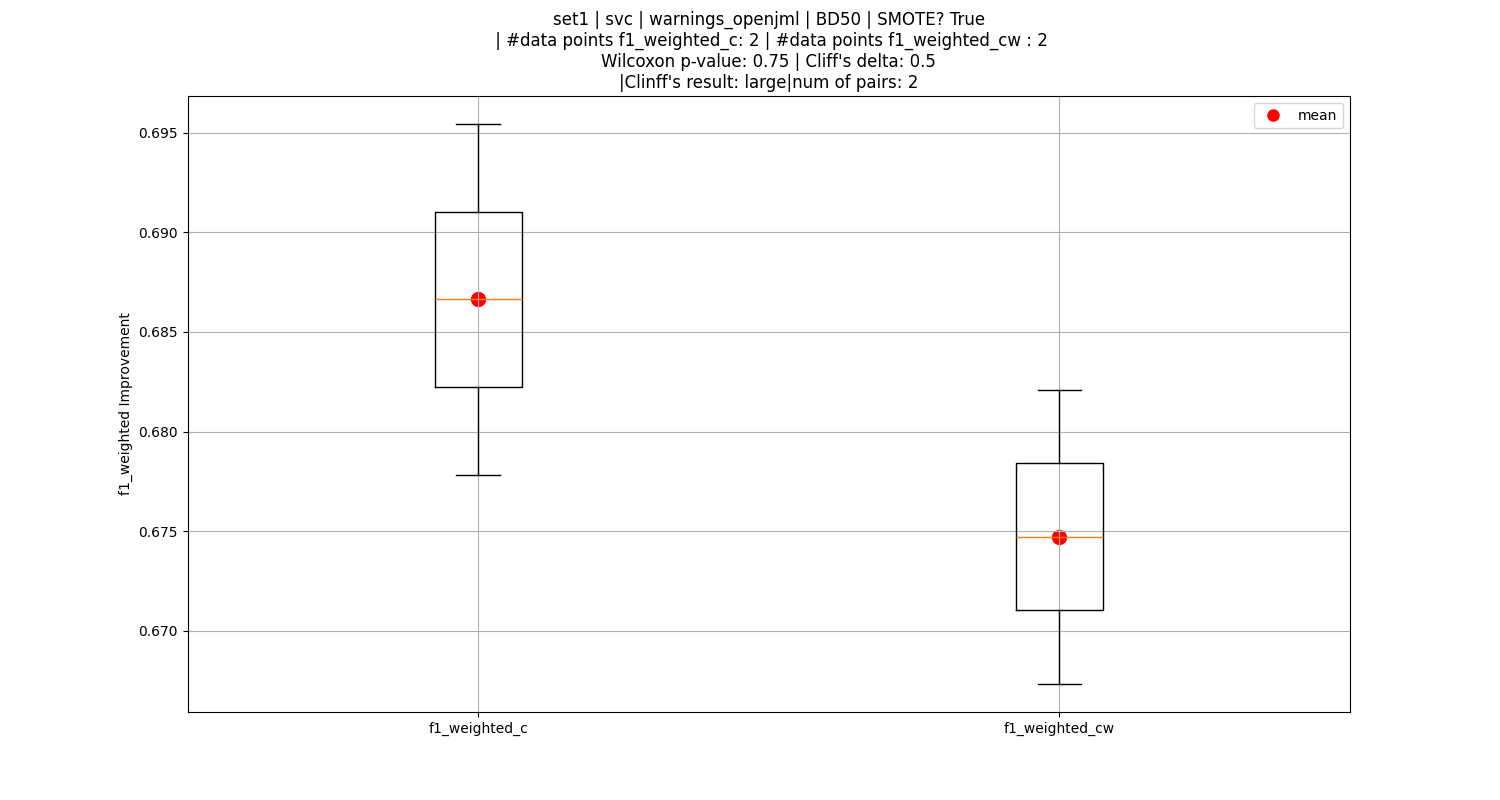 set1 | svc | warnings_openjml | BD50 | SMOTE? True
| #data points f1_weighted_c: 2 | #data points f1_weighted_cw : 2
Wilcoxon p-value: 0.75 | Cliff's delta: 0.5
|Clinff's result: large|num of pairs: 2
mean
0.695
0.690
0.685
0.680
0.675
0.670
f1_weighted Improvement
f1_weighted_c
f1_weighted_cw